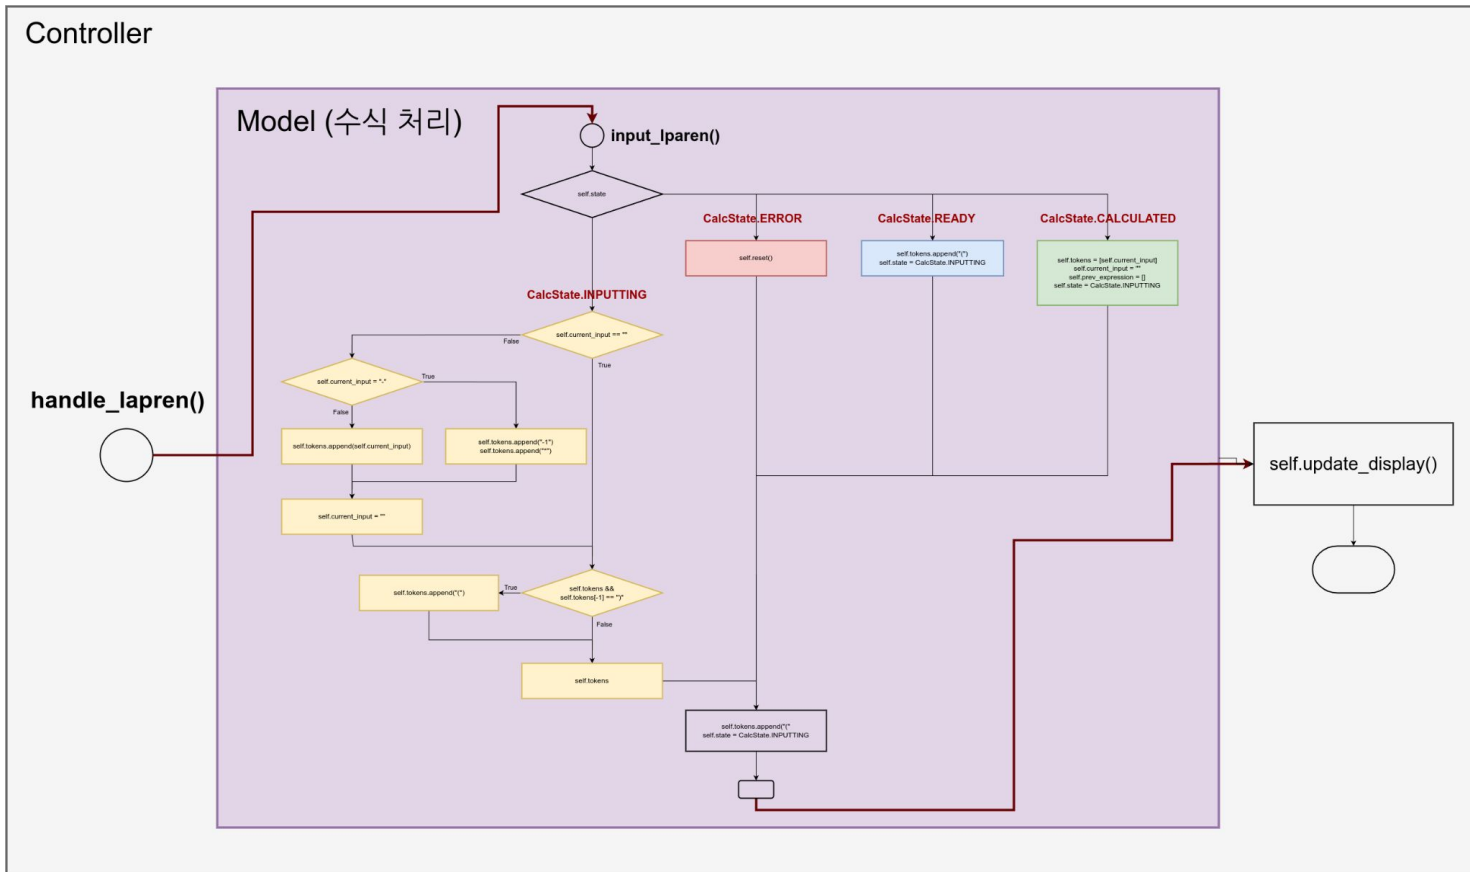 Controller
Model (수식 처리)
input_lparen()
self.state
CalcState.ERROR
CalcState.READY
CalcState.CALCULATED
self.reset()
self.tokens.append("(")
self.state = CalcState.INPUTTING
self.tokens = [self.current_input]
self.current_input = ""
self.prev_expression = []
self.state = CalcState.INPUTTING
CalcState.INPUTTING
self.current_input == ""
False
True
self.current_input = "-"
True
False
handle_lapren()
self.tokens.append(self.current_input)
self.tokens.append("-1")
self.tokens.append("*")
self.current_input = ""
self.update_display()
self.tokens.append("(")
True
self.tokens &&
self.tokens[-1] == ")"
False
self.tokens
self.tokens.append("("
self.state = CalcState.INPUTTING